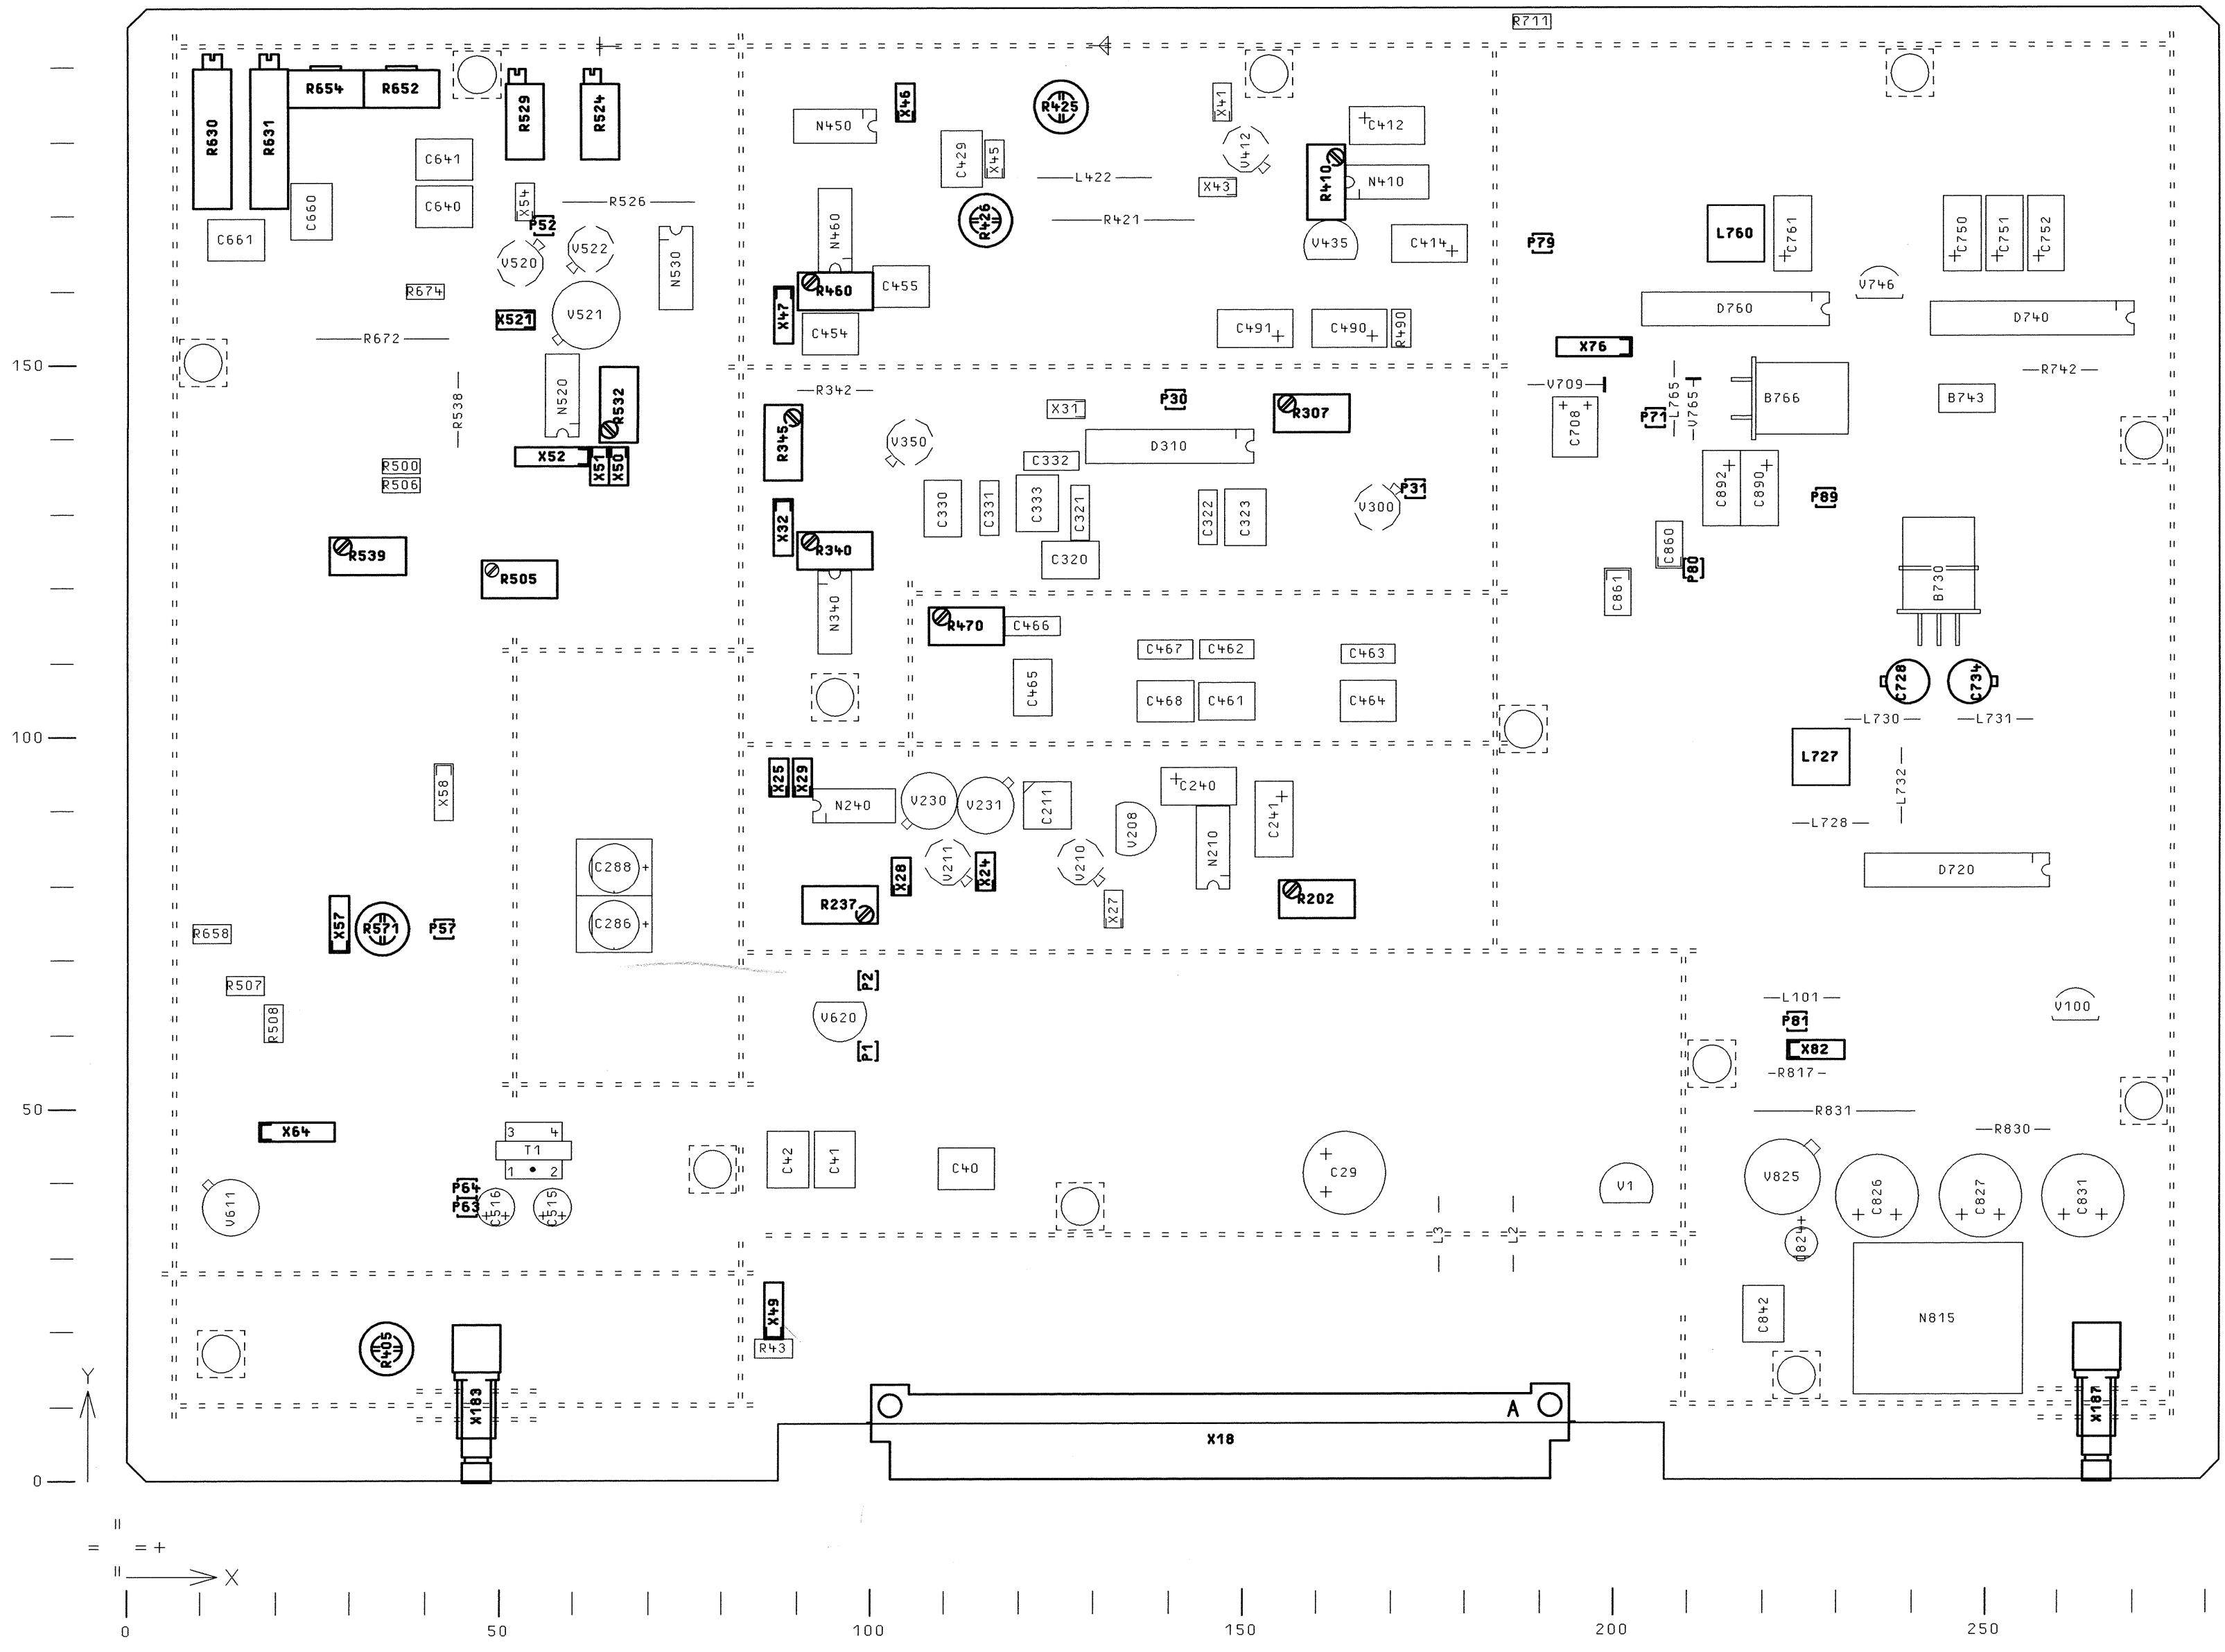 R711
R630
R631
R654
R652
R529
R524
C641
C640
C660
C661
X54
P52
R526
V520
V522
N530
R674
X521
V521
R672
R538
N520
R532
X52
X51
X50
R500
R506
R539
R505
N450
X46
R425
X41
C412
C429
X45
V412
L422
X43
R410
N410
R426
R421
N460
V435
C414
R460
C455
X47
C454
C491
C490
R490
P79
L760
C761
C750
C751
C752
V746
D760
D740
X76
V709
C708
P71
L765
V765
B766
R742
B743
C892
C890
P89
C860
P80
C861
B730
150
R342
X31
P30
R307
R345
V350
D310
C332
C330
C331
C333
C321
C322
C323
V300
P31
X32
R340
C320
N340
R470
C466
C467
C462
C463
C465
C468
C461
C464
C728
C734
L730
L731
L727
L732
L728
D720
100
X58
X25
X29
N240
V230
V231
C211
C240
V208
C241
N210
X28
V211
X24
V210
R237
X27
R202
C288
C286
X57
R571
P57
R658
R507
R508
P2
V620
P1
L101
P81
V100
X82
R817
R831
R830
50
X64
3 4
T1
1 2
P64
P63
C516
C515
V611
C42
C41
C40
C29
V1
L3
L2
V825
C826
C827
C831
C824
C842
N815
X49
R43
R405
X183
X187
A
X18
Y
0
X
0 50 100 150 200 250